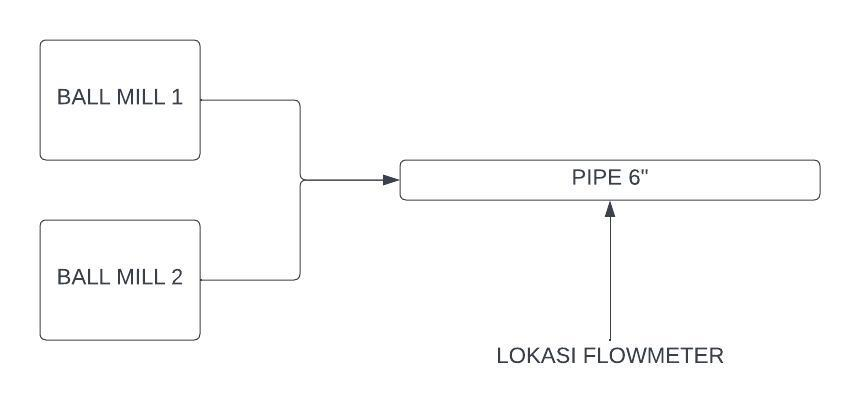 BALL MILL 1
PIPE 6"
BALL MILL 2
LOKASI FLOWMETER